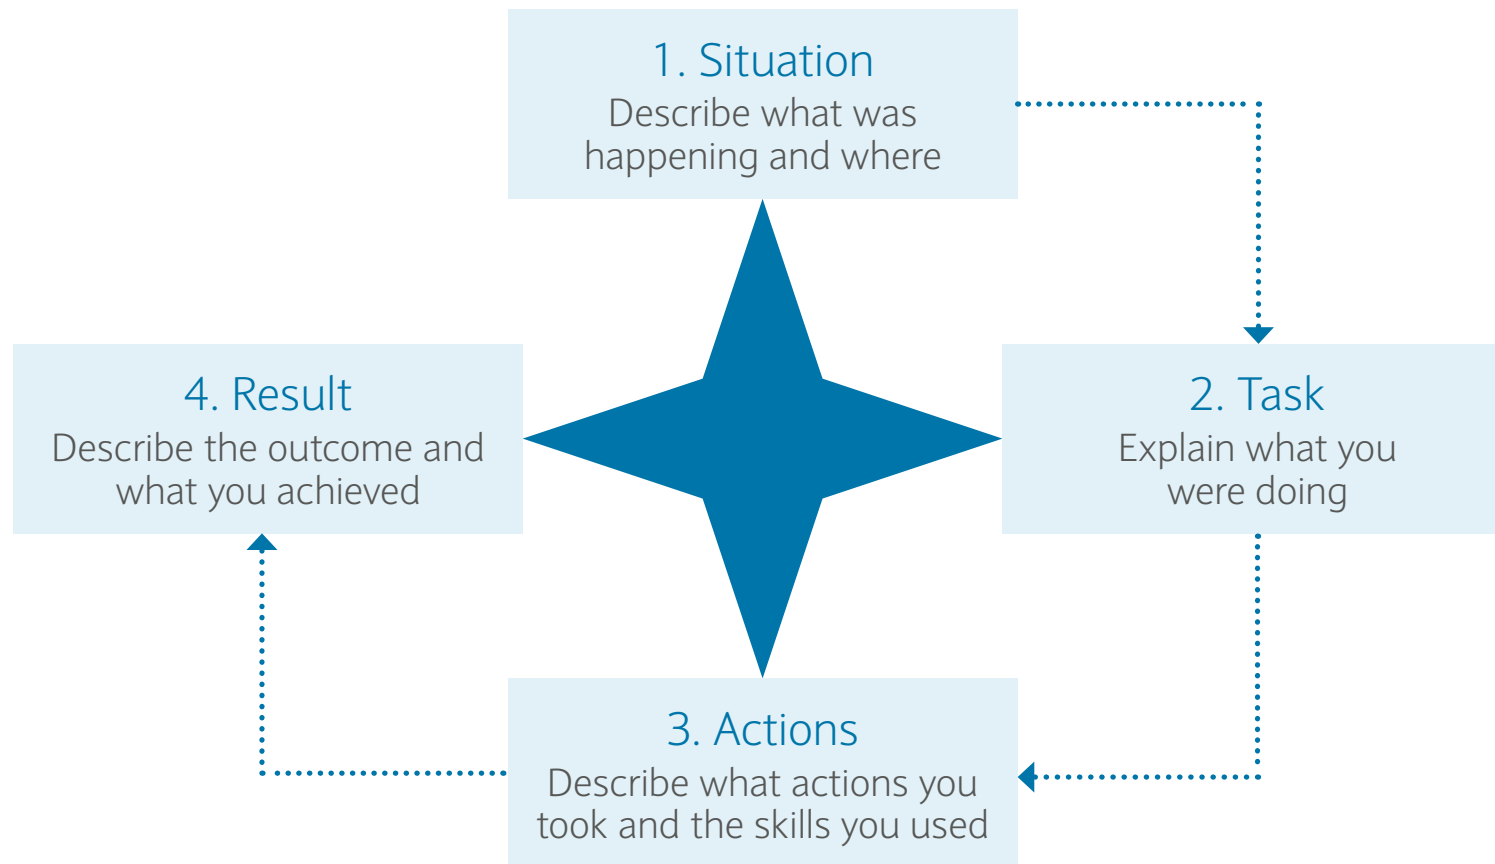 1. Situation
Describe what was
happening and where
2. Task
Explain what you
were doing
3. Actions
Describe what actions you
took and the skills you used
4. Result
Describe the outcome and
what you achieved